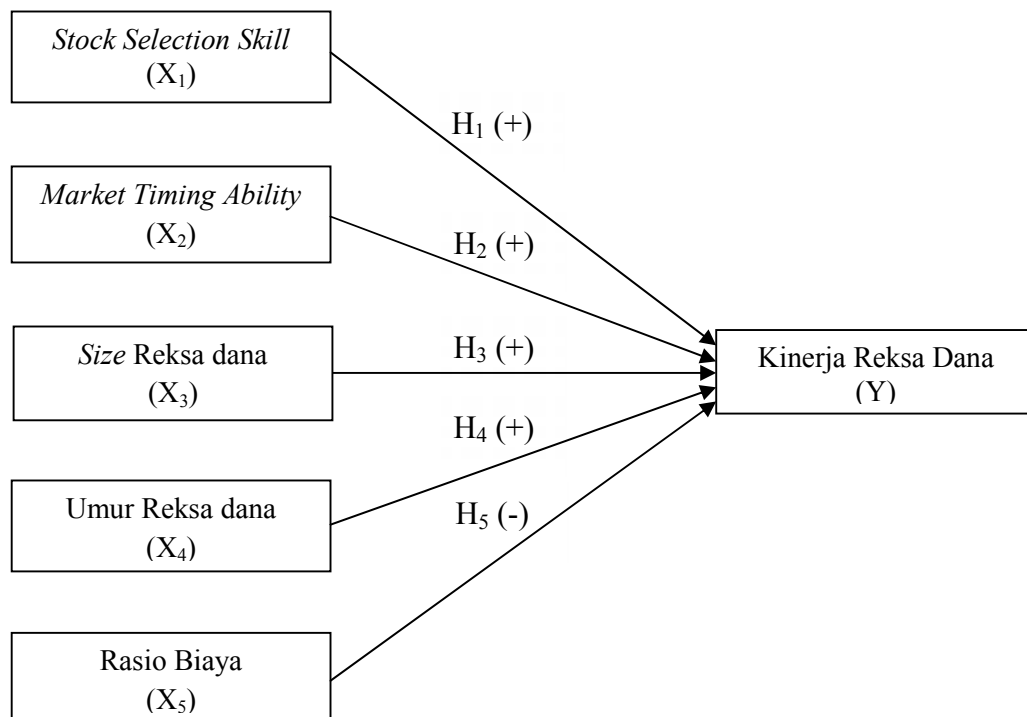 Stock Selection Skill
(X₁)
H₁ (+)
Market Timing Ability
(X₂)
H₂ (+)
Size Reksa dana
(X₃)
H₃ (+)
Kinerja Reksa Dana
(Y)
H₄ (+)
Umur Reksa dana
(X₄)
H₅ (-)
Rasio Biaya
(X₅)